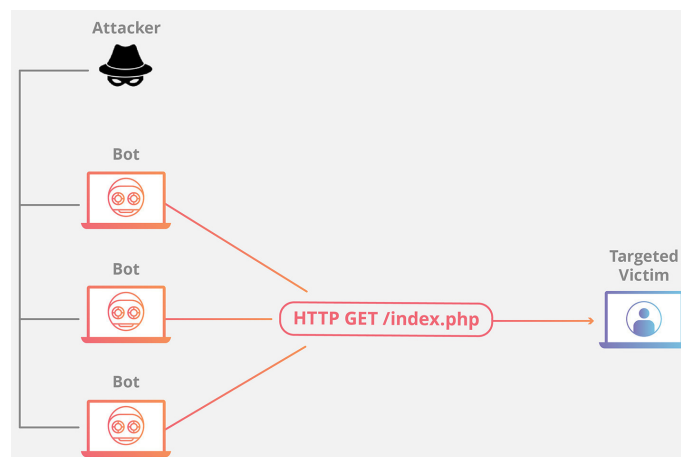 Attacker
Bot
Bot
HTTP GET /index.php
Targeted
Victim
Bot